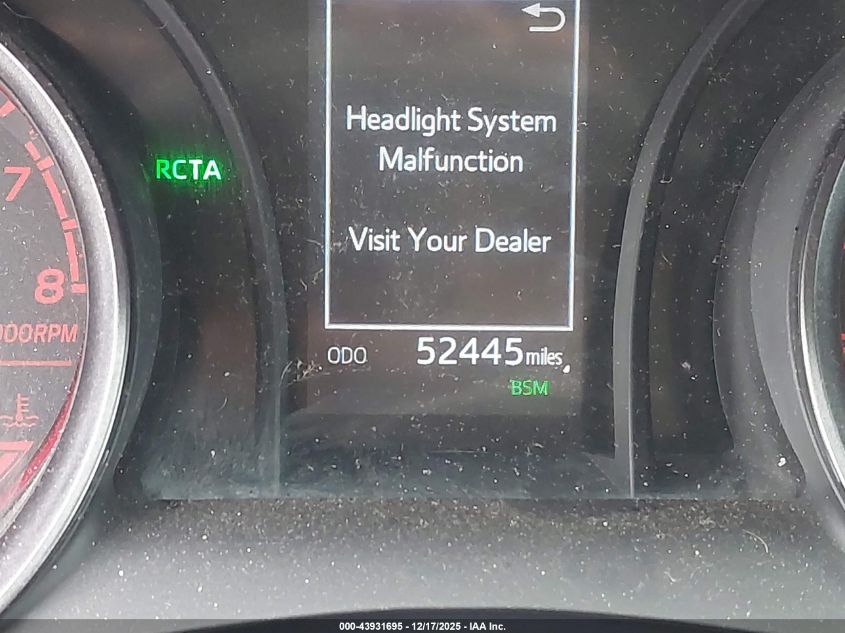 Headlight System
Malfunction
Visit Your Dealer
RCTA
7
8
000RPM
ODO 52445 miles
BSM
000-43931695 - 12/17/2025 - IAA Inc.